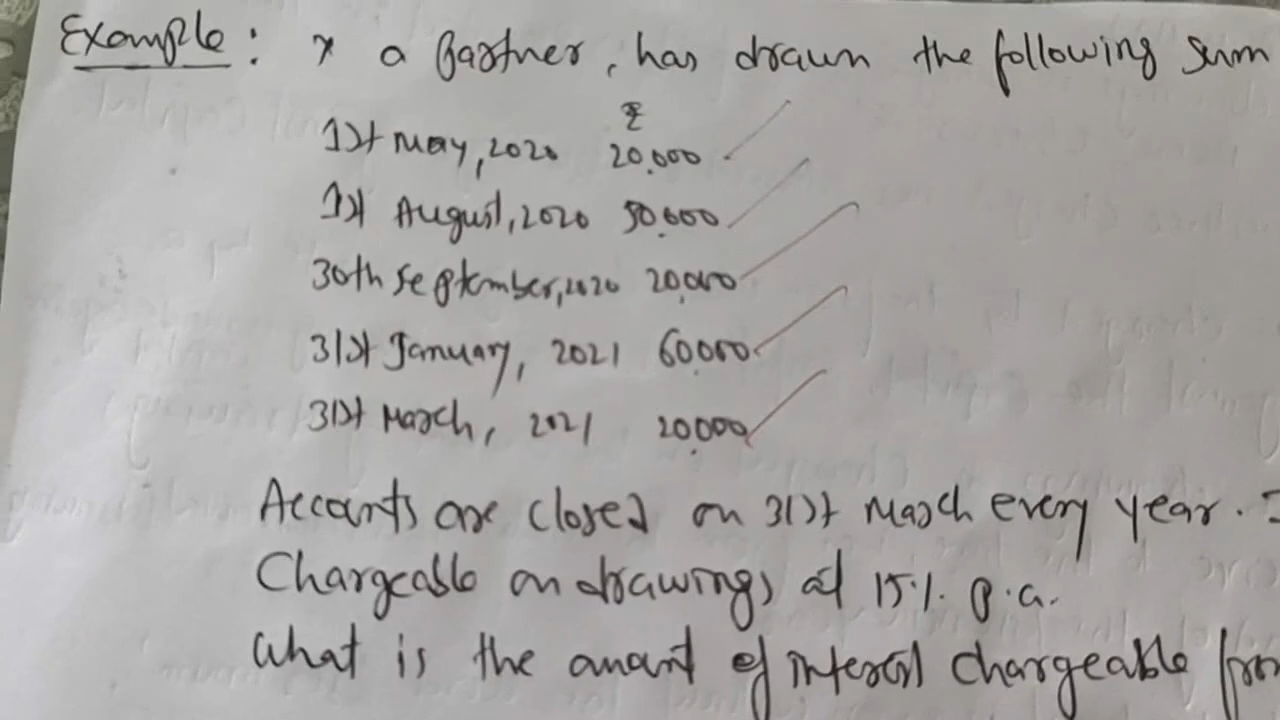 Example: x a Partner, has drawn the following sum
₹
1st May, 2020 20,000
1st August, 2020 50,000
30th September, 2020 20,000
31st January, 2021 60,000
31st March, 2021 20,000
Accounts are closed on 31st March every year. I
Chargeable on drawings at 15% p.a.
What is the amount of interest chargeable from